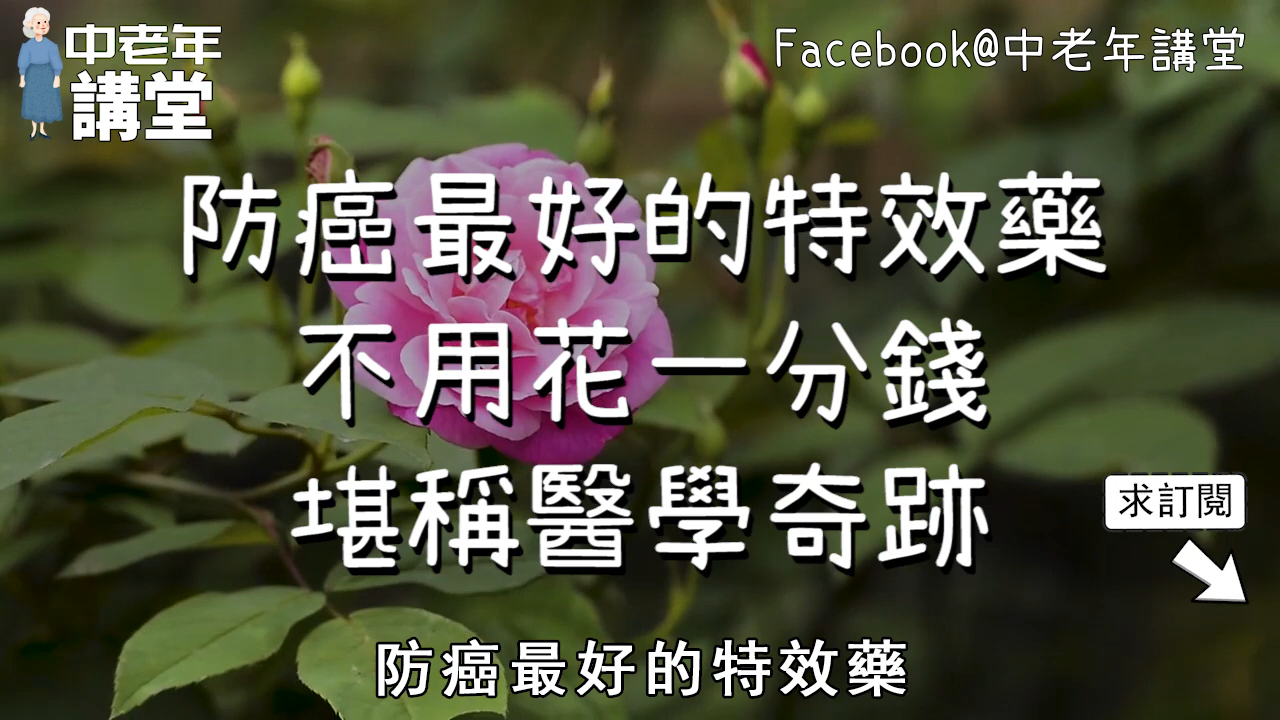 中老年
講堂
Facebook@中老年講堂
防癌最好的特效藥
不用花一分錢
堪稱醫學奇跡
求訂閱
防癌最好的特效藥